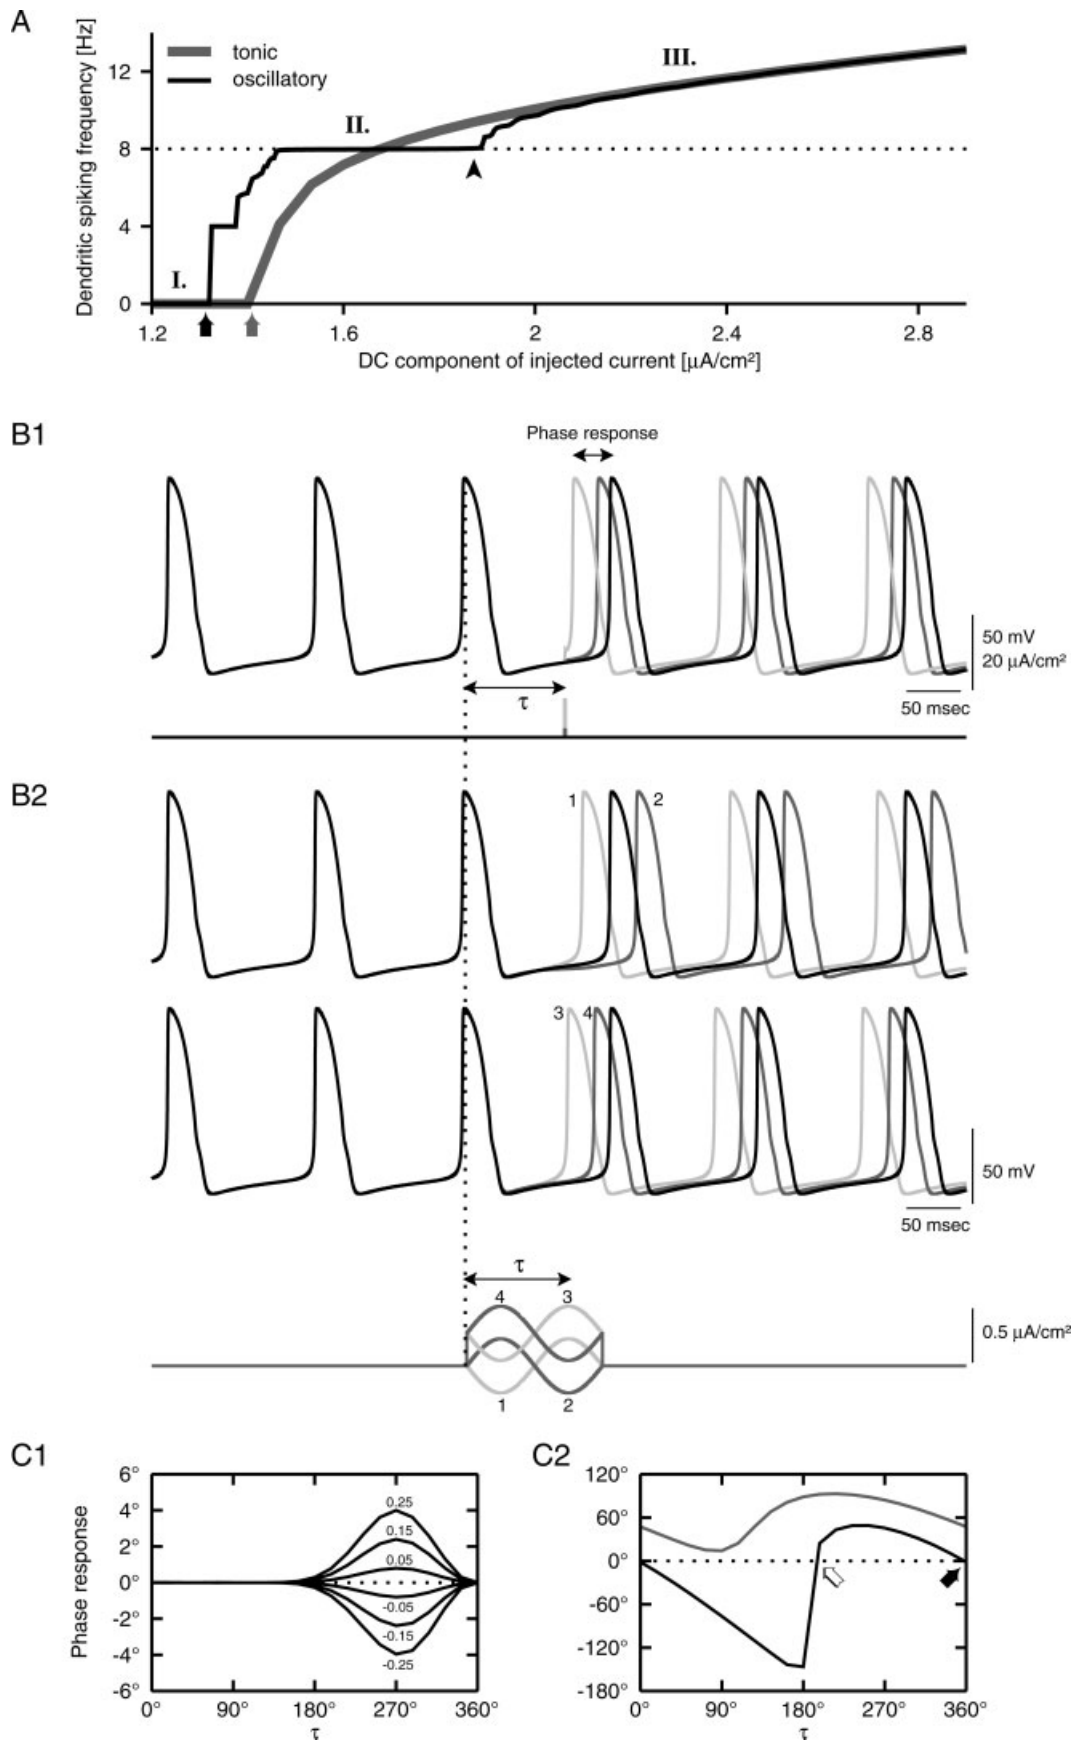 A
Dendritic spiking frequency [Hz]
tonic
oscillatory
I.
II.
III.
12
8
4
0
1.2
1.6
2
2.4
2.8
DC component of injected current [μA/cm²]
B1
Phase response
τ
50 mV
20 μA/cm²
50 msec
B2
1
2
3
4
50 mV
50 msec
τ
4
3
1
2
0.5 μA/cm²
C1
Phase response
6°
4°
2°
0°
-2°
-4°
-6°
0.25
0.15
0.05
-0.05
-0.15
-0.25
0°
90°
180°
270°
360°
τ
C2
120°
60°
0°
-60°
-120°
-180°
0°
90°
180°
270°
360°
τ